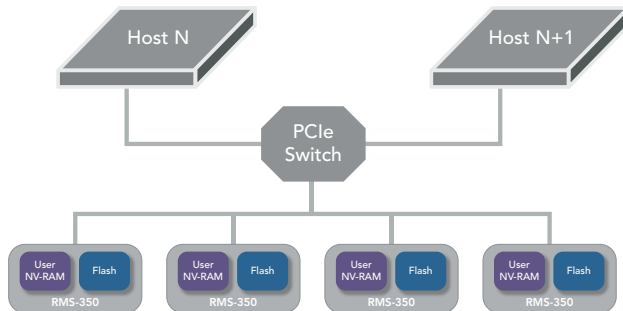 Host N
Host N+1
PCIe
Switch
User
NV-RAM
Flash
RMS-350
User
NV-RAM
Flash
RMS-350
User
NV-RAM
Flash
RMS-350
User
NV-RAM
Flash
RMS-350